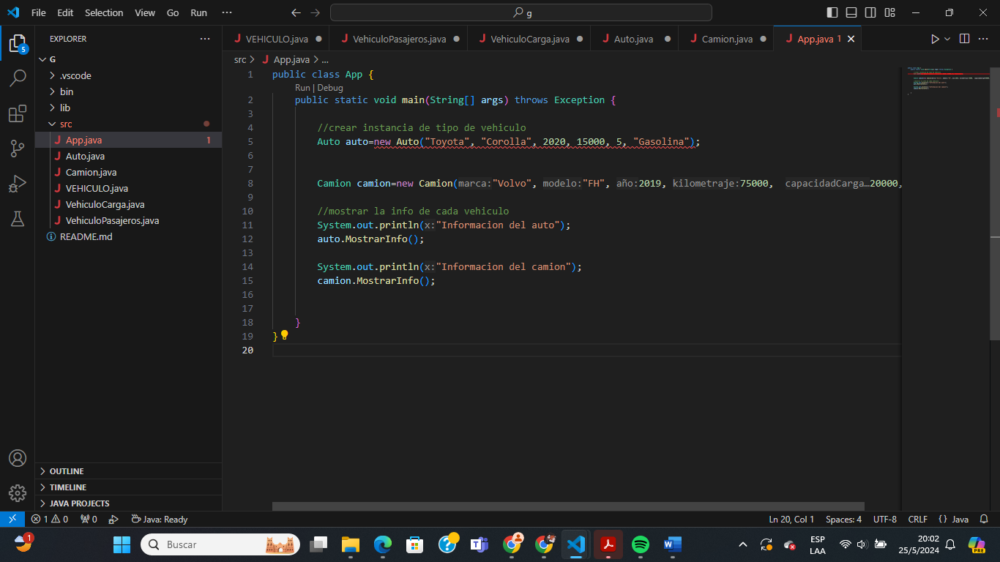 File Edit Selection View Go Run ··· g
EXPLORER ···
G
.vscode
bin
lib
src
App.java 1
Auto.java
Camion.java
VEHICULO.java
VehiculoCarga.java
VehiculoPasajeros.java
README.md
OUTLINE
TIMELINE
JAVA PROJECTS
5
VEHICULO.java VehiculoPasajeros.java VehiculoCarga.java Auto.java Camion.java App.java 1
src > App.java > ...
1 public class App {
Run | Debug
2 public static void main(String[] args) throws Exception {
3
4 //crear instancia de tipo de vehiculo
5 Auto auto=new Auto("Toyota", "Corolla", 2020, 15000, 5, "Gasolina");
6
7
8 Camion camion=new Camion(marca:"Volvo", modelo:"FH", año:2019, kilometraje:75000, capacidadCarga…20000,
9
10 //mostrar la info de cada vehiculo
11 System.out.println(x:"Informacion del auto");
12 auto.MostrarInfo();
13
14 System.out.println(x:"Informacion del camion");
15 camion.MostrarInfo();
16
17
18 }
19 }
20
1 0 0 Java: Ready Ln 20, Col 1 Spaces: 4 UTF-8 CRLF {} Java
1 Buscar PRE
ESP
LAA
20:02
25/5/2024